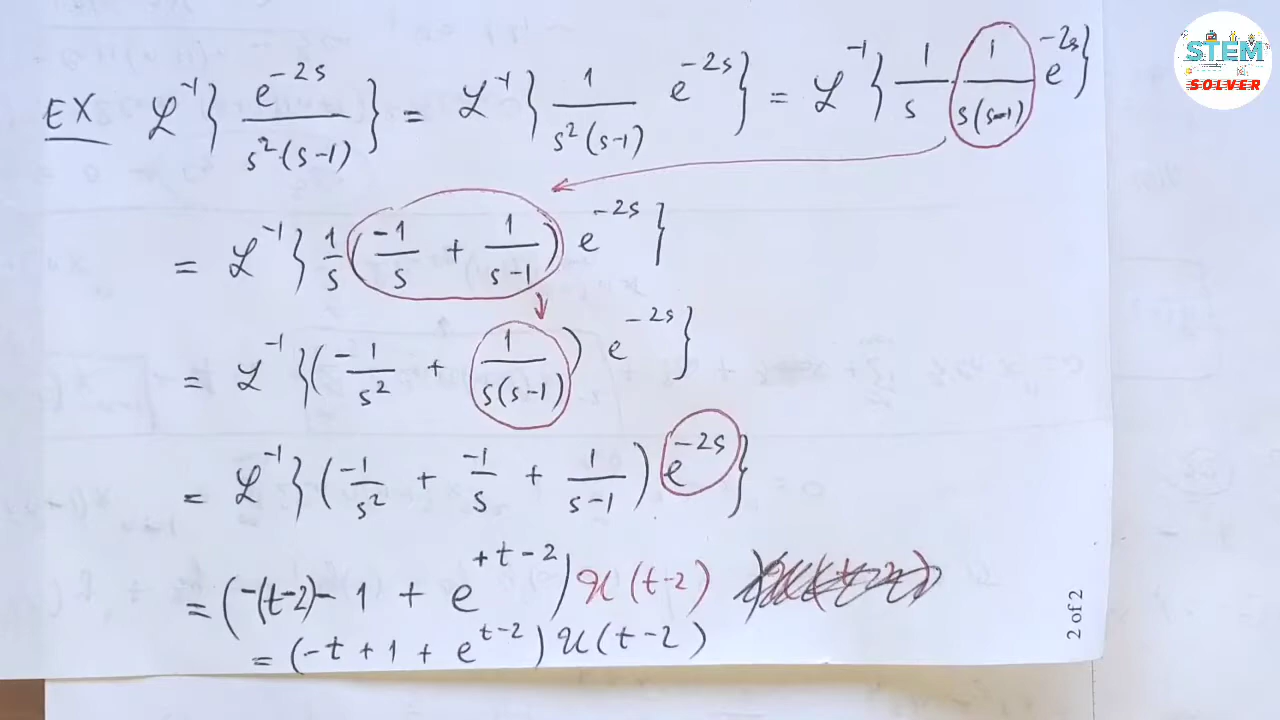 EX ℒ⁻¹{ e^(-2s) / s²(s-1) } = ℒ⁻¹{ 1 / s²(s-1) e^(-2s) } = ℒ⁻¹{ 1/s · 1 / s(s-1) e^(-2s) }
STEM
SOLVER
= ℒ⁻¹{ 1/s ( -1/s + 1/(s-1) ) e^(-2s) }
= ℒ⁻¹{ ( -1/s² + 1 / s(s-1) ) e^(-2s) }
= ℒ⁻¹{ ( -1/s² + -1/s + 1/(s-1) ) e^(-2s) }
= ( -(t-2) - 1 + e^(+t-2) ) u(t-2)
= ( -t + 1 + e^(t-2) ) u(t-2)
2 of 2